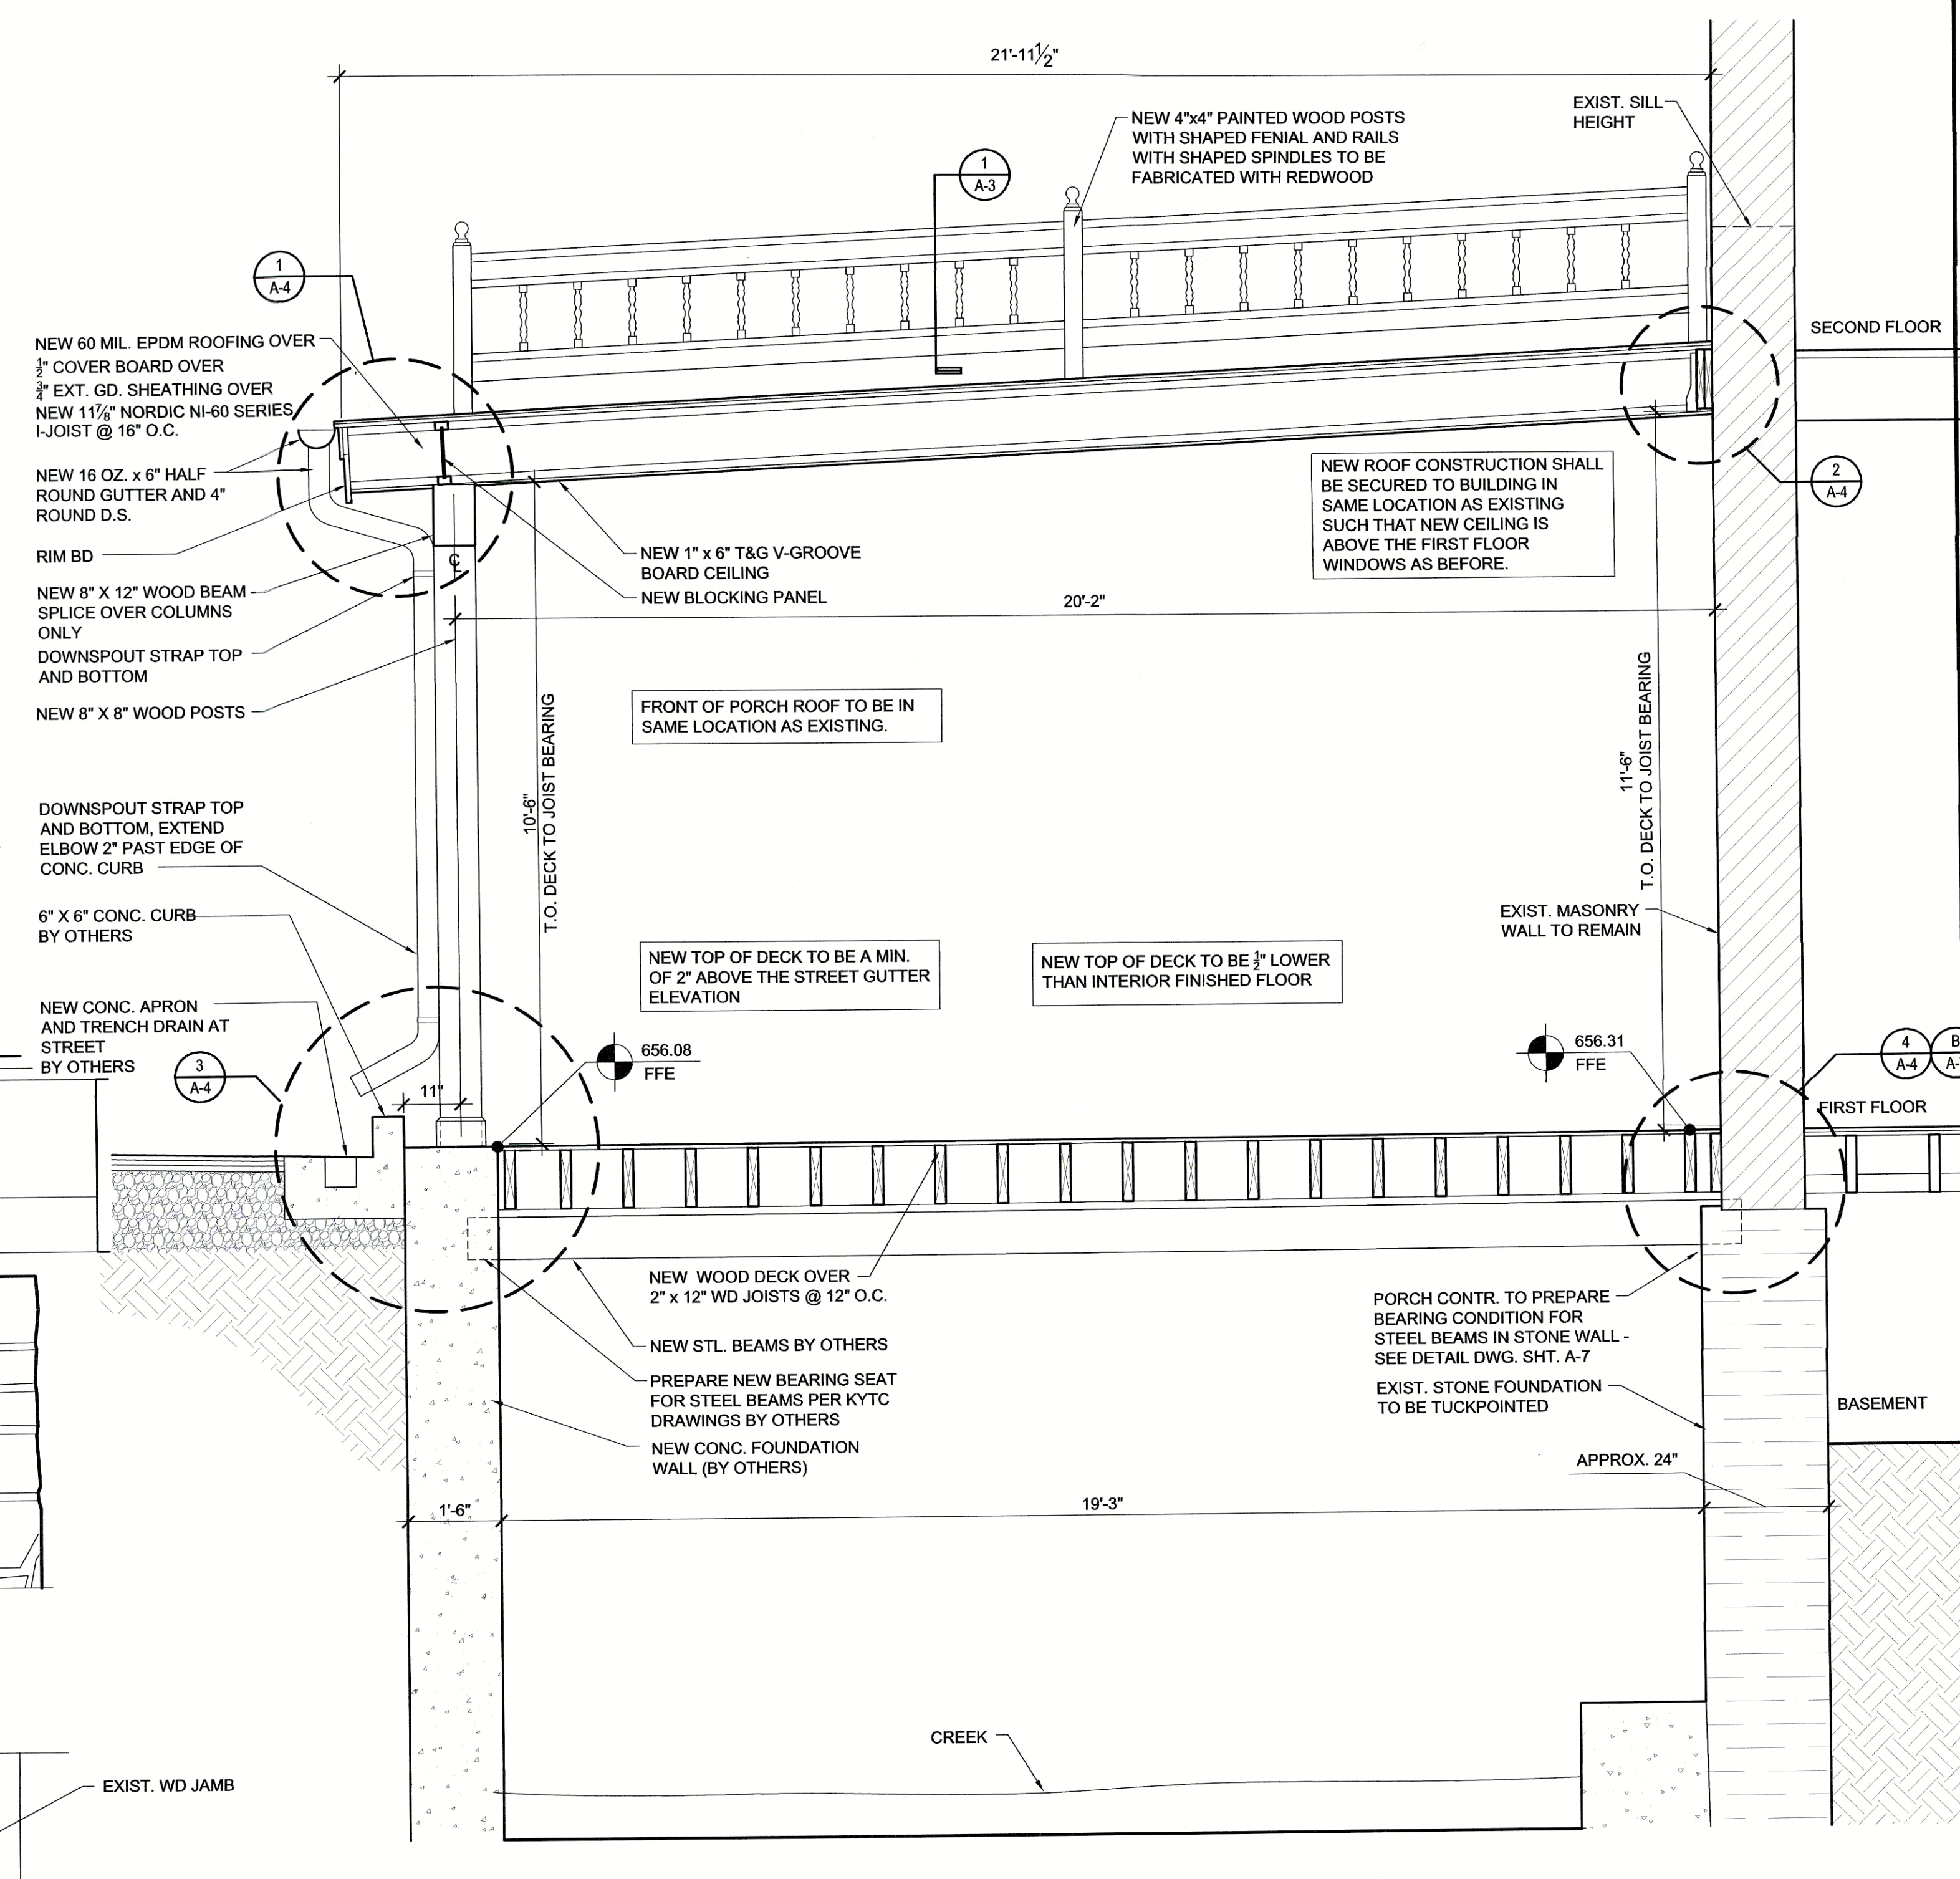 21'-11½"
EXIST. SILL
HEIGHT
NEW 4"x4" PAINTED WOOD POSTS
WITH SHAPED FENIAL AND RAILS
WITH SHAPED SPINDLES TO BE
FABRICATED WITH REDWOOD
1
A-3
1
A-4
SECOND FLOOR
NEW 60 MIL. EPDM ROOFING OVER
½" COVER BOARD OVER
¾" EXT. GD. SHEATHING OVER
NEW 11⅞" NORDIC NI-60 SERIES
I-JOIST @ 16" O.C.
NEW 16 OZ. x 6" HALF
ROUND GUTTER AND 4"
ROUND D.S.
RIM BD
NEW 8" X 12" WOOD BEAM
SPLICE OVER COLUMNS
ONLY
DOWNSPOUT STRAP TOP
AND BOTTOM
NEW 8" X 8" WOOD POSTS
CL
NEW 1" x 6" T&G V-GROOVE
BOARD CEILING
NEW BLOCKING PANEL
NEW ROOF CONSTRUCTION SHALL
BE SECURED TO BUILDING IN
SAME LOCATION AS EXISTING
SUCH THAT NEW CEILING IS
ABOVE THE FIRST FLOOR
WINDOWS AS BEFORE.
2
A-4
20'-2"
10'-6"
T.O. DECK TO JOIST BEARING
11'-6"
T.O. DECK TO JOIST BEARING
FRONT OF PORCH ROOF TO BE IN
SAME LOCATION AS EXISTING.
DOWNSPOUT STRAP TOP
AND BOTTOM, EXTEND
ELBOW 2" PAST EDGE OF
CONC. CURB
6" X 6" CONC. CURB
BY OTHERS
NEW CONC. APRON
AND TRENCH DRAIN AT
STREET
BY OTHERS
3
A-4
11"
NEW TOP OF DECK TO BE A MIN.
OF 2" ABOVE THE STREET GUTTER
ELEVATION
NEW TOP OF DECK TO BE ½" LOWER
THAN INTERIOR FINISHED FLOOR
EXIST. MASONRY
WALL TO REMAIN
656.08
FFE
656.31
FFE
4
A-4
B
A-
FIRST FLOOR
NEW WOOD DECK OVER
2" x 12" WD JOISTS @ 12" O.C.
NEW STL. BEAMS BY OTHERS
PREPARE NEW BEARING SEAT
FOR STEEL BEAMS PER KYTC
DRAWINGS BY OTHERS
NEW CONC. FOUNDATION
WALL (BY OTHERS)
PORCH CONTR. TO PREPARE
BEARING CONDITION FOR
STEEL BEAMS IN STONE WALL -
SEE DETAIL DWG. SHT. A-7
EXIST. STONE FOUNDATION
TO BE TUCKPOINTED
BASEMENT
APPROX. 24"
1'-6"
19'-3"
CREEK
EXIST. WD JAMB